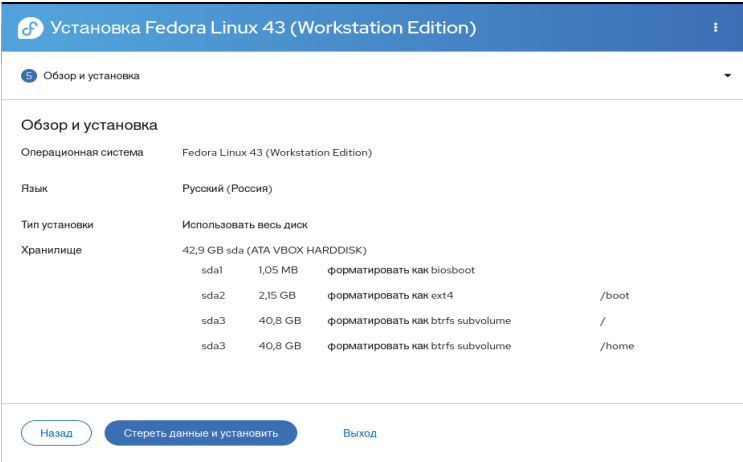 Установка Fedora Linux 43 (Workstation Edition)
5 Обзор и установка
Обзор и установка
Операционная система Fedora Linux 43 (Workstation Edition)
Язык Русский (Россия)
Тип установки Использовать весь диск
Хранилище 42,9 GB sda (ATA VBOX HARDDISK)
sda1 1,05 MB форматировать как biosboot
sda2 2,15 GB форматировать как ext4 /boot
sda3 40,8 GB форматировать как btrfs subvolume /
sda3 40,8 GB форматировать как btrfs subvolume /home
Назад Стереть данные и установить Выход